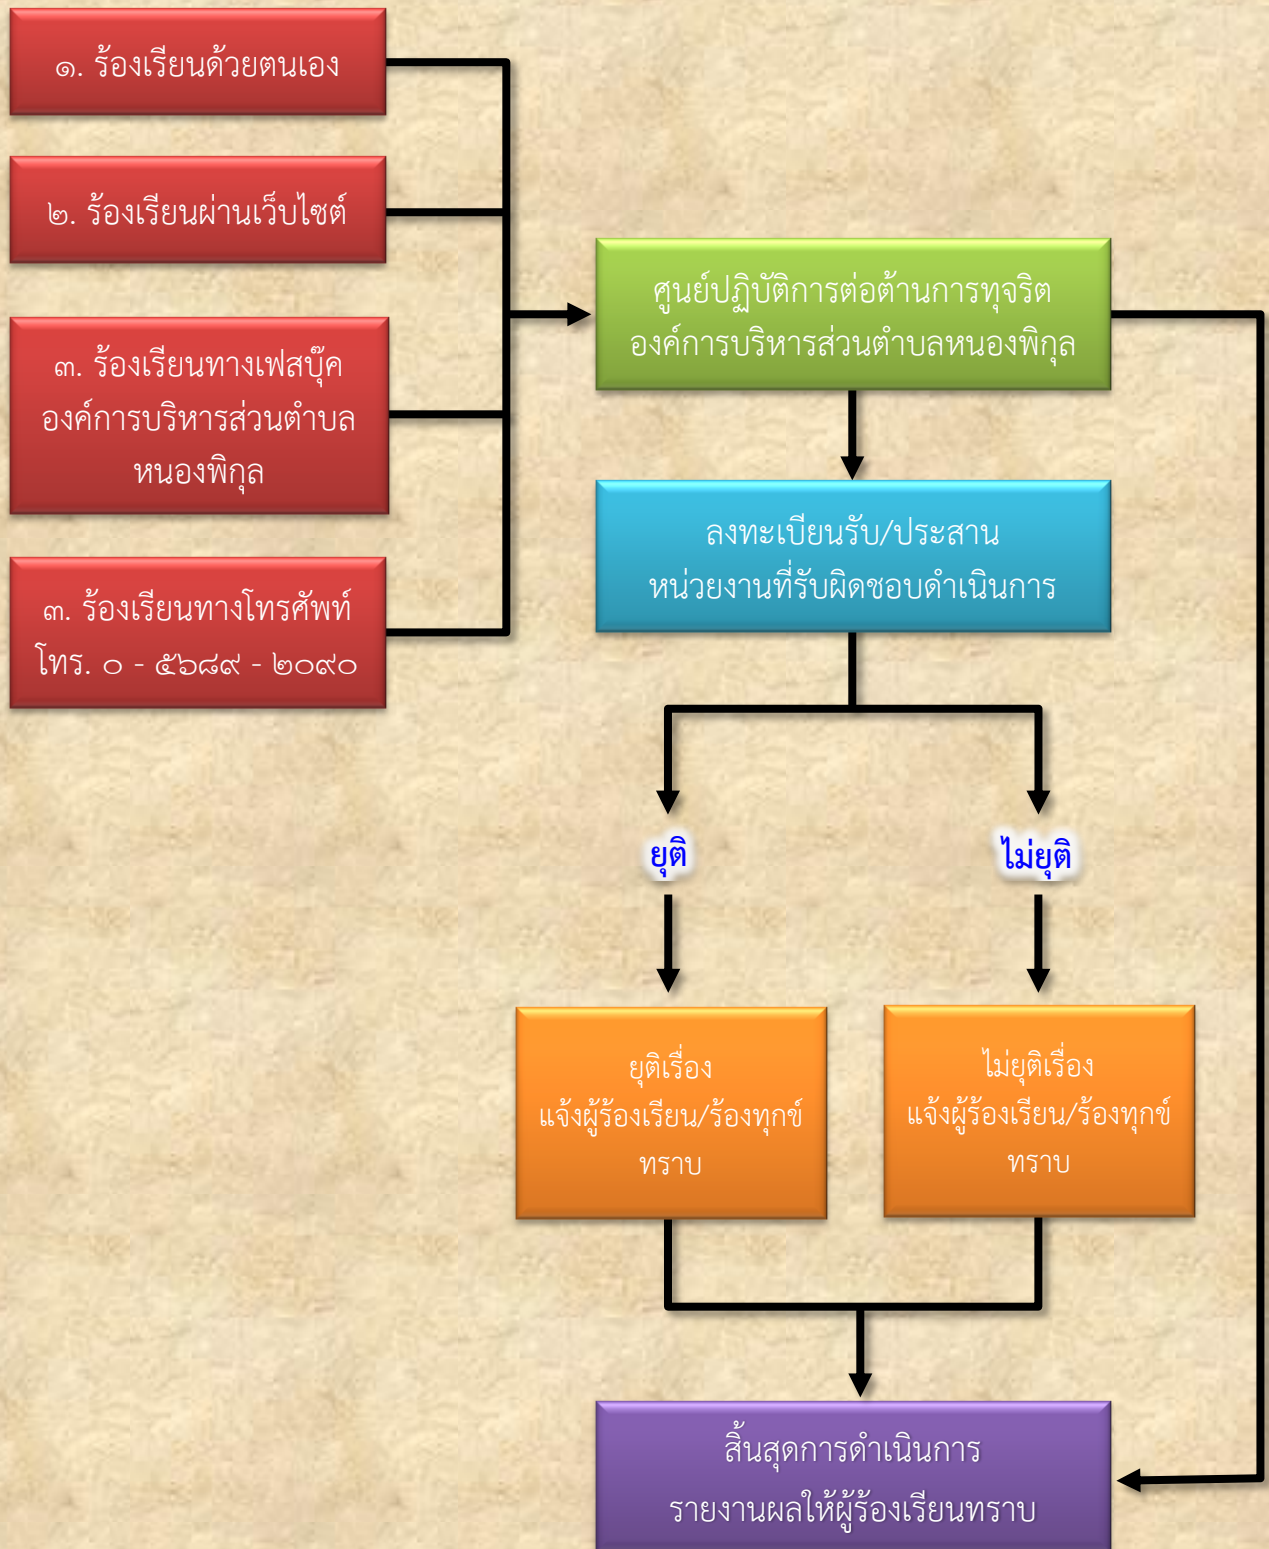 ๑. ร้องเรียนด้วยตนเอง
๒. ร้องเรียนผ่านเว็บไซต์
๓. ร้องเรียนทางเฟสบุ๊ค
องค์การบริหารส่วนตำบล
หนองพิกุล
๓. ร้องเรียนทางโทรศัพท์
โทร. ๐ - ๕๖๘๙ - ๒๐๙๐
ศูนย์ปฏิบัติการต่อต้านการทุจริต
องค์การบริหารส่วนตำบลหนองพิกุล
ลงทะเบียนรับ/ประสาน
หน่วยงานที่รับผิดชอบดำเนินการ
ยุติ
ไม่ยุติ
ยุติเรื่อง
แจ้งผู้ร้องเรียน/ร้องทุกข์
ทราบ
ไม่ยุติเรื่อง
แจ้งผู้ร้องเรียน/ร้องทุกข์
ทราบ
สิ้นสุดการดำเนินการ
รายงานผลให้ผู้ร้องเรียนทราบ